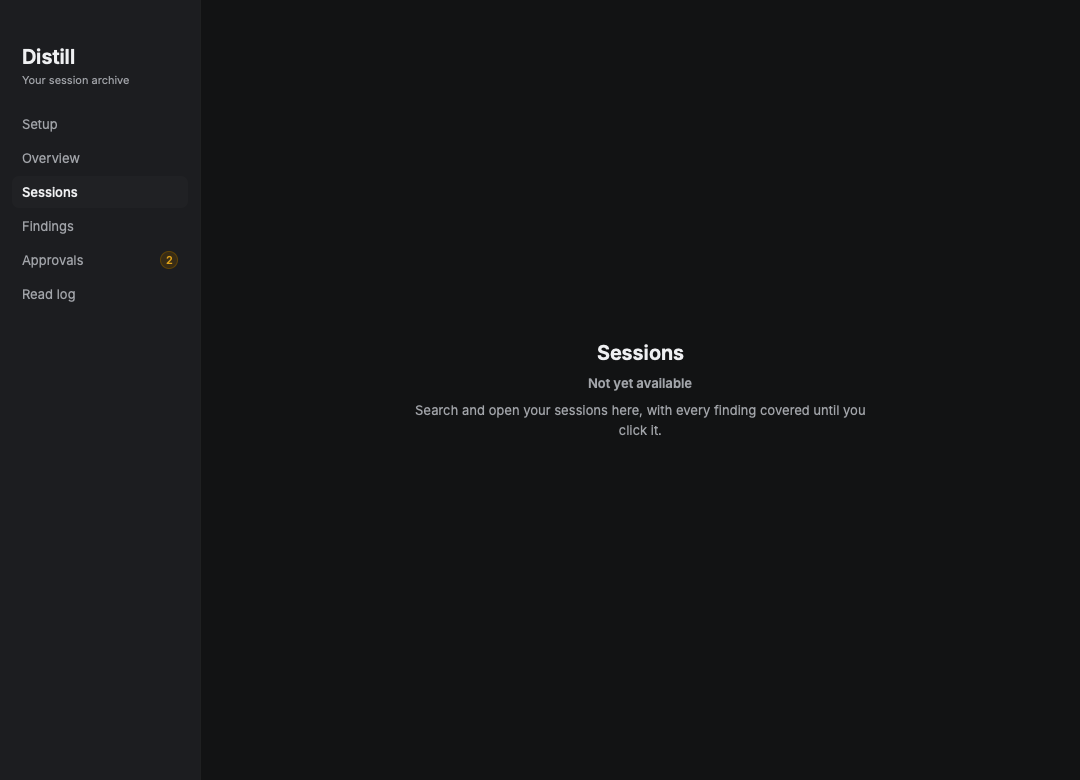 Distill
Your session archive
Setup
Overview
Sessions
Findings
Approvals 2
Read log
Sessions
Not yet available
Search and open your sessions here, with every finding covered until you
click it.